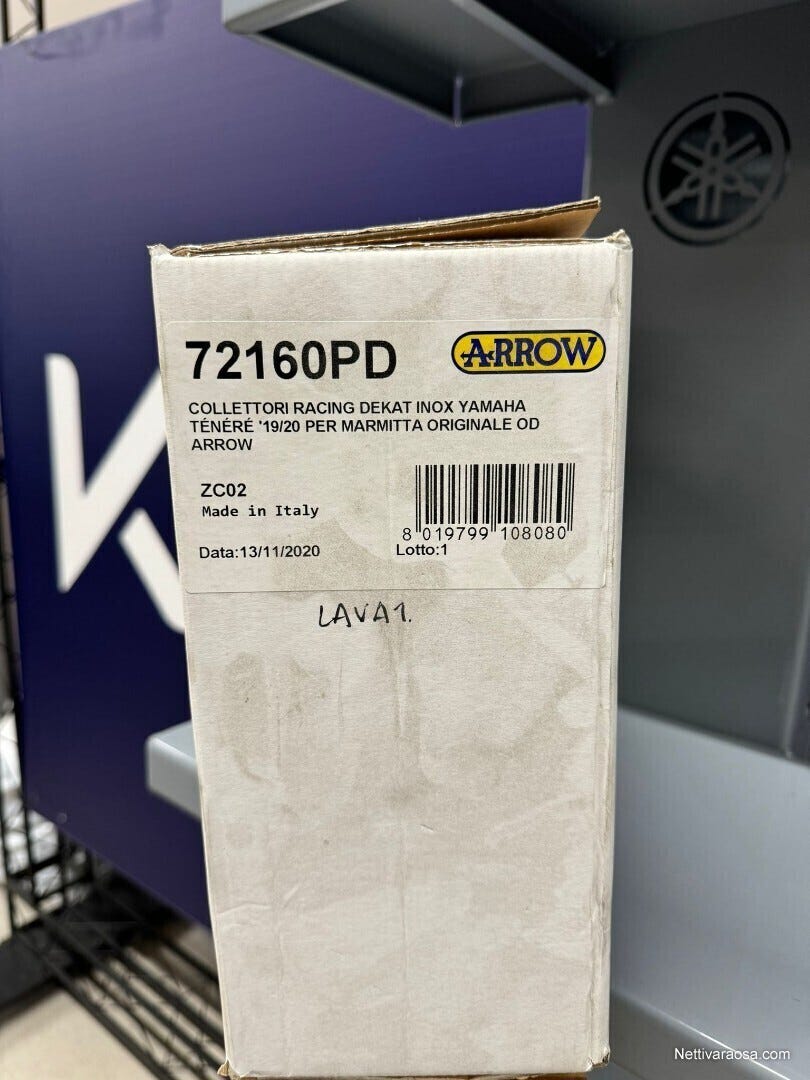 72160PD
ARROW
COLLETTORI RACING DEKAT INOX YAMAHA
TÉNÉRÉ '19/20 PER MARMITTA ORIGINALE OD
ARROW
ZC02
Made in Italy
8 019799 108080
Data:13/11/2020
Lotto:1
LAVA1.
Nettivaraosa.com